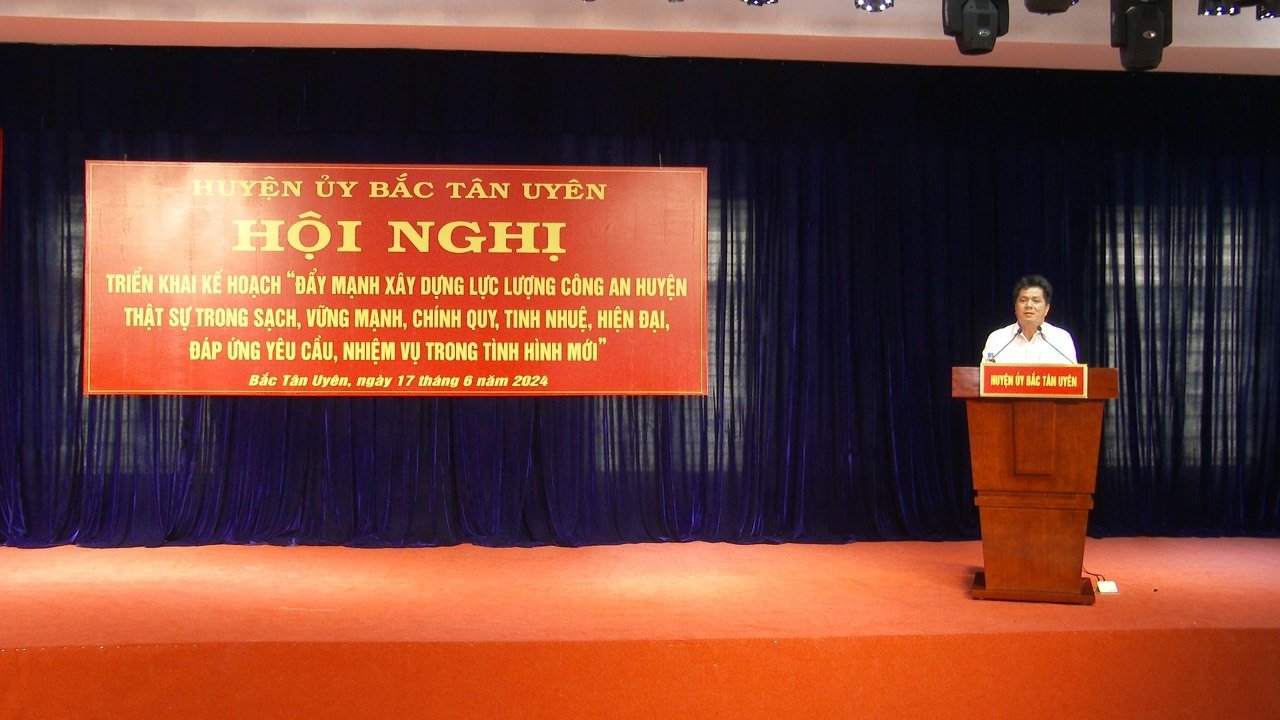 HUYỆN ỦY BẮC TÂN UYÊN
HỘI NGHỊ
TRIỂN KHAI KẾ HOẠCH “ĐẨY MẠNH XÂY DỰNG LỰC LƯỢNG CÔNG AN HUYỆN
THẬT SỰ TRONG SẠCH, VỮNG MẠNH, CHÍNH QUY, TINH NHUỆ, HIỆN ĐẠI,
ĐÁP ỨNG YÊU CẦU, NHIỆM VỤ TRONG TÌNH HÌNH MỚI”
Bắc Tân Uyên, ngày 17 tháng 6 năm 2024
HUYỆN ỦY BẮC TÂN UYÊN